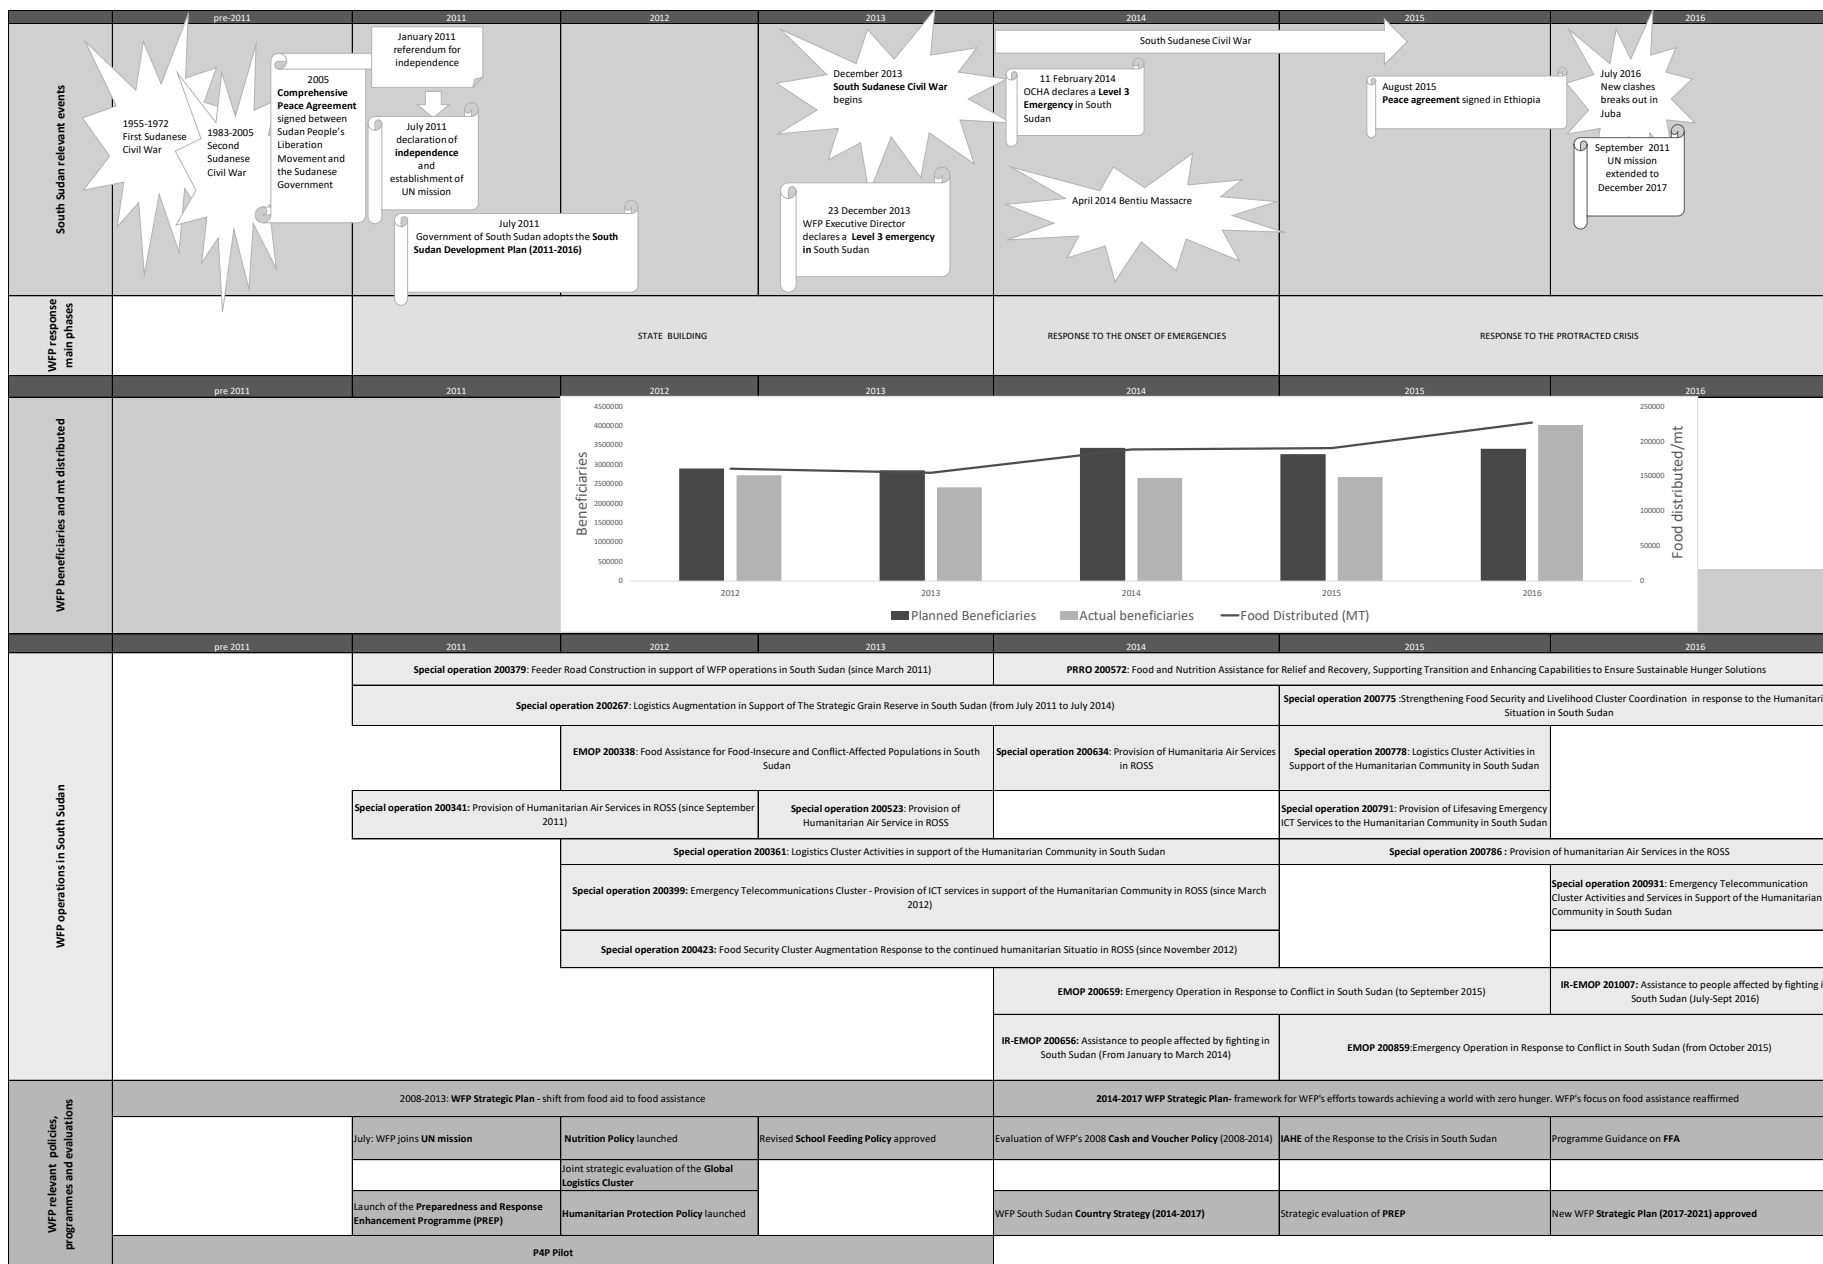 pre-2011
2011
2012
2013
2014
2015
2016
South Sudan relevant events
1955-1972
First Sudanese
Civil War
1983-2005
Second
Sudanese
Civil War
2005
Comprehensive
Peace Agreement
signed between
Sudan People's
Liberation
Movement and
the Sudanese
Government
January 2011
referendum for
independence
July 2011
declaration of
independence and
establishment of
UN mission
July 2011
Government of South Sudan adopts the South
Sudan Development Plan (2011-2016)
December 2013
South Sudanese Civil War
begins
23 December 2013
WFP Executive Director
declares a Level 3 emergency
in South Sudan
South Sudanese Civil War
11 February 2014
OCHA declares a Level 3
Emergency in South
Sudan
April 2014 Bentiu Massacre
August 2015
Peace agreement signed in Ethiopia
July 2016
New clashes
breaks out in
Juba
September 2011
UN mission
extended to
December 2017
WFP response
main phases
STATE BUILDING
RESPONSE TO THE ONSET OF EMERGENCIES
RESPONSE TO THE PROTRACTED CRISIS
pre 2011
2011
2012
2013
2014
2015
2016
WFP beneficiaries and mt distributed
Beneficiaries
4500000
4000000
3500000
3000000
2500000
2000000
1500000
1000000
500000
0
250000
200000
150000
100000
50000
0
Food distributed/mt
2012
2013
2014
2015
2016
Planned Beneficiaries
Actual beneficiaries
Food Distributed (MT)
pre 2011
2011
2012
2013
2014
2015
2016
WFP operations in South Sudan
Special operation 200379: Feeder Road Construction in support of WFP operations in South Sudan (since March 2011)
PRRO 200572: Food and Nutrition Assistance for Relief and Recovery, Supporting Transition and Enhancing Capabilities to Ensure Sustainable Hunger Solutions
Special operation 200267: Logistics Augmentation in Support of The Strategic Grain Reserve in South Sudan (from July 2011 to July 2014)
Special operation 200775 :Strengthening Food Security and Livelihood Cluster Coordination in response to the Humanitari
Situation in South Sudan
EMOP 200338: Food Assistance for Food-Insecure and Conflict-Affected Populations in South
Sudan
Special operation 200634: Provision of Humanitaria Air Services
in ROSS
Special operation 200778: Logistics Cluster Activities in
Support of the Humanitarian Community in South Sudan
Special operation 200341: Provision of Humanitarian Air Services in ROSS (since September
2011)
Special operation 200523: Provision of
Humanitarian Air Service in ROSS
Special operation 200791: Provision of Lifesaving Emergency
ICT Services to the Humanitarian Community in South Sudan
Special operation 200361: Logistics Cluster Activities in support of the Humanitarian Community in South Sudan
Special operation 200786 : Provision of humanitarian Air Services in the ROSS
Special operation 200399: Emergency Telecommunications Cluster - Provision of ICT services in support of the Humanitarian Community in ROSS (since March
2012)
Special operation 200931: Emergency Telecommunication
Cluster Activities and Services in Support of the Humanitarian
Community in South Sudan
Special operation 200423: Food Security Cluster Augmentation Response to the continued humanitarian Situatio in ROSS (since November 2012)
EMOP 200659: Emergency Operation in Response to Conflict in South Sudan (to September 2015)
IR-EMOP 201007: Assistance to people affected by fighting i
South Sudan (July-Sept 2016)
IR-EMOP 200656: Assistance to people affected by fighting in
South Sudan (From January to March 2014)
EMOP 200859:Emergency Operation in Response to Conflict in South Sudan (from October 2015)
WFP relevant policies,
programmes and evaluations
2008-2013: WFP Strategic Plan - shift from food aid to food assistance
2014-2017 WFP Strategic Plan- framework for WFP's efforts towards achieving a world with zero hunger. WFP's focus on food assistance reaffirmed
July: WFP joins UN mission
Nutrition Policy launched
Revised School Feeding Policy approved
Evaluation of WFP's 2008 Cash and Voucher Policy (2008-2014)
IAHE of the Response to the Crisis in South Sudan
Programme Guidance on FFA
Joint strategic evaluation of the Global
Logistics Cluster
Launch of the Preparedness and Response
Enhancement Programme (PREP)
Humanitarian Protection Policy launched
WFP South Sudan Country Strategy (2014-2017)
Strategic evaluation of PREP
New WFP Strategic Plan (2017-2021) approved
P4P Pilot